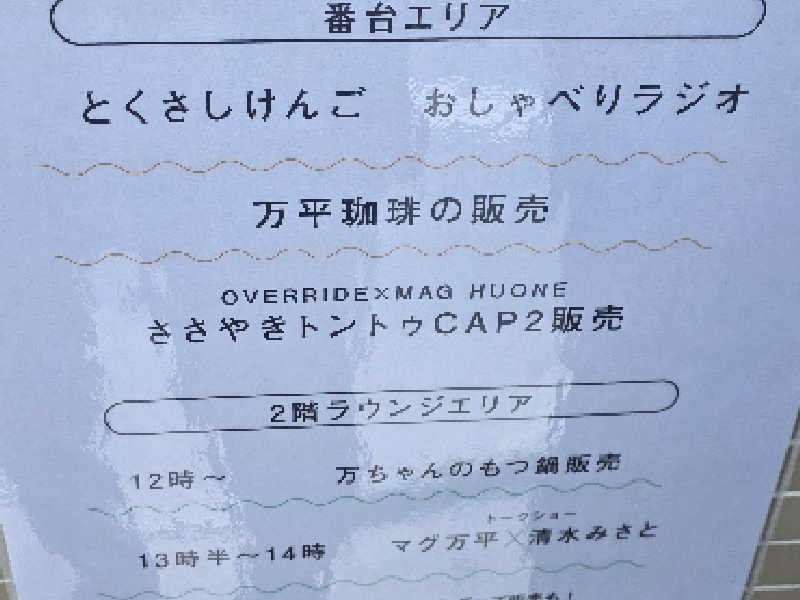 番台エリア
とくさしけんご　おしゃべりラジオ
万平珈琲の販売
OVERRIDE×MAG HUONE
ささやきトントゥCAP2販売
2階ラウンジエリア
12時～　万ちゃんのもつ鍋販売
トークショー
13時半～14時　マグ万平×清水みさと